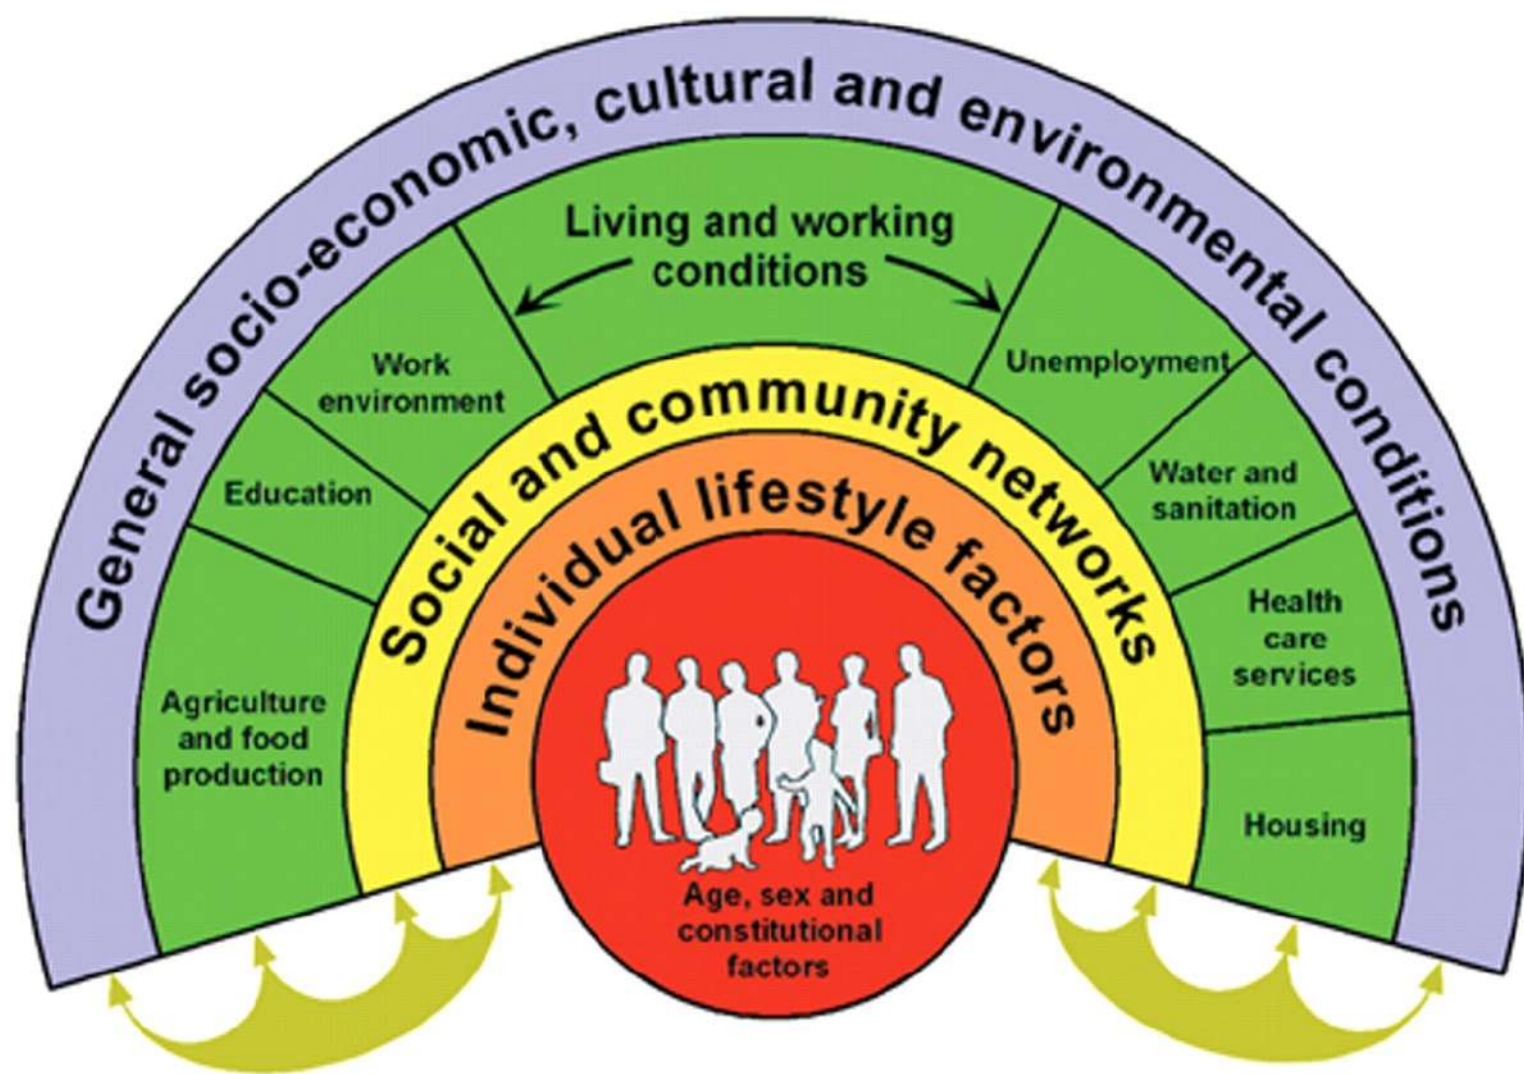 General socio-economic, cultural and environmental conditions
Living and working
conditions
Work
environment
Education
Agriculture
and food
production
Unemployment
Water and
sanitation
Health
care
services
Housing
Social and community networks
Individual lifestyle factors
Age, sex and
constitutional
factors